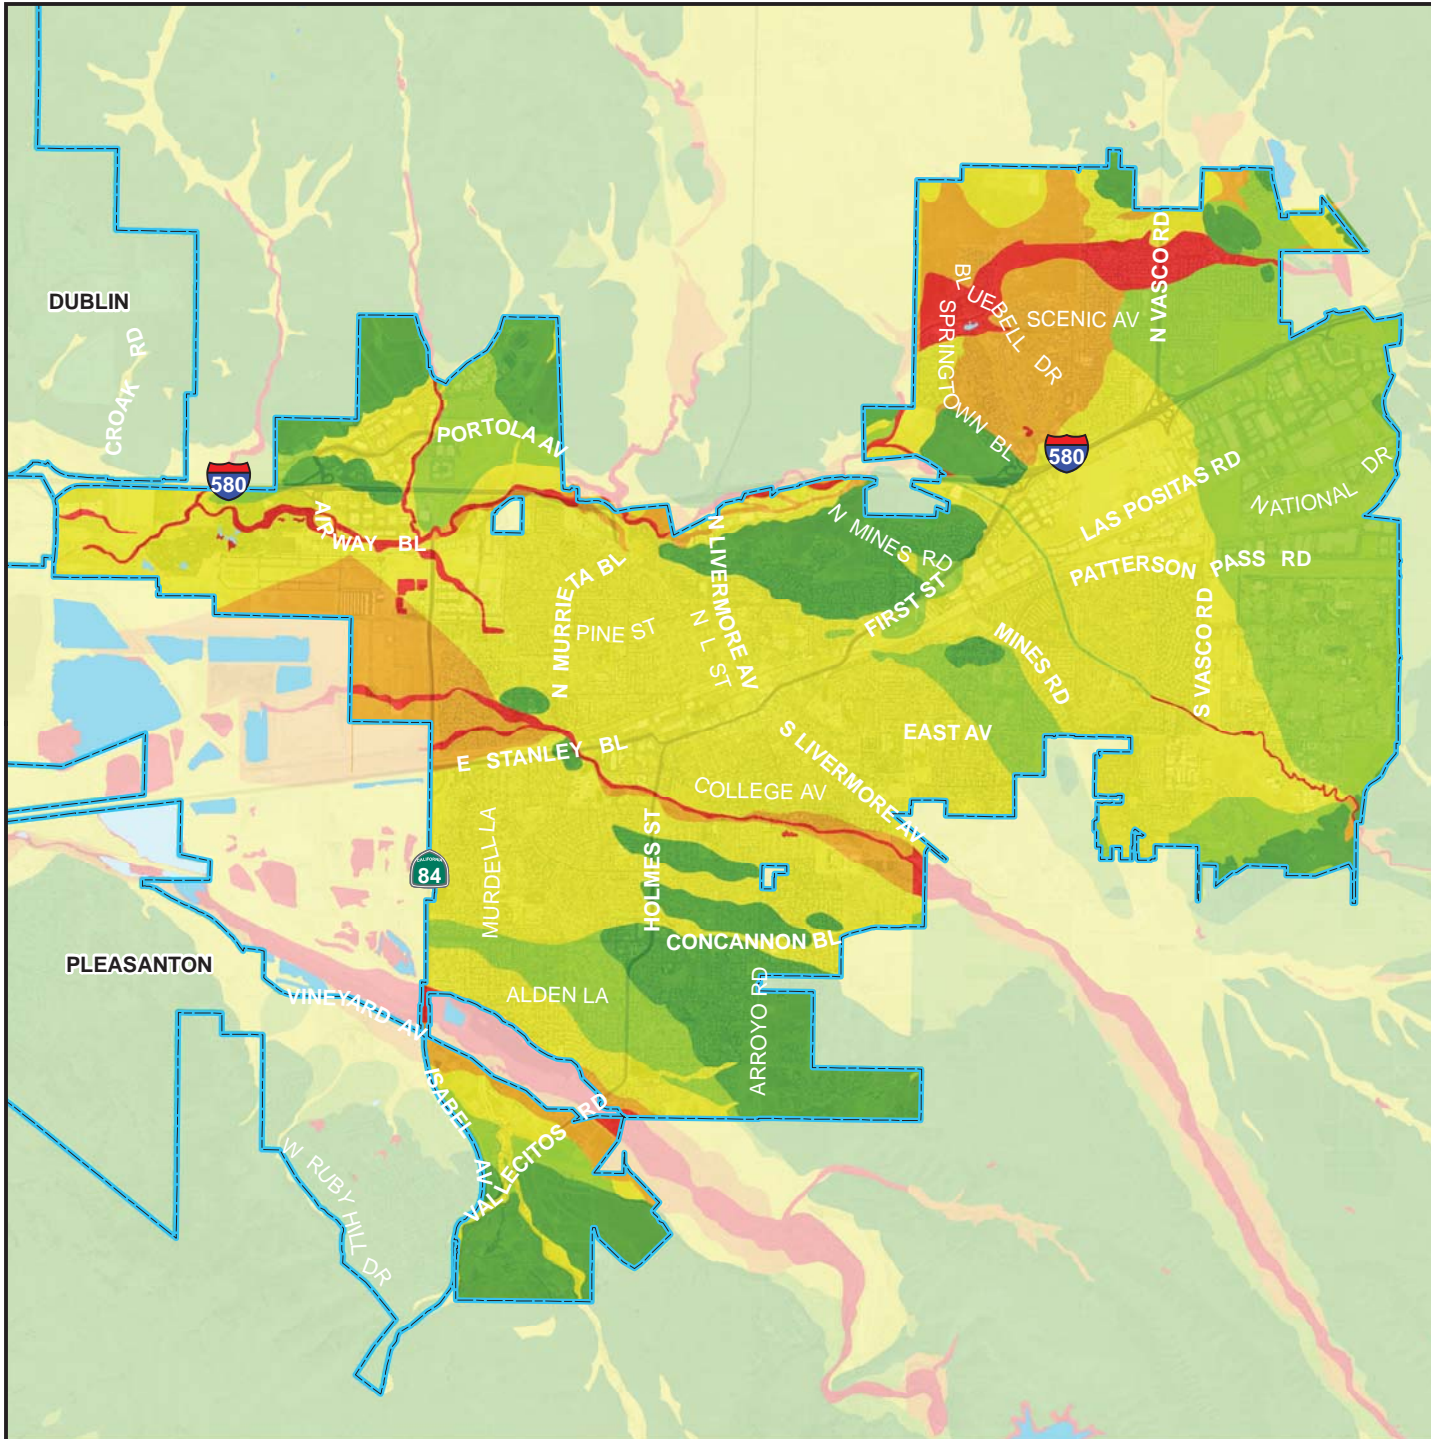 N VASCO RD
BLUEBELL DR
DUBLIN
SCENIC AV
CROAK RD
SPRINGTOWN BL
PORTOLA AV
580
580
LAS POSITAS RD
NATIONAL DR
AIRWAY BL
N MINES RD
N LIVERMORE AV
PATTERSON PASS RD
N MURRIETA BL
FIRST ST
PINE ST
N L ST
MINES RD
S VASCO RD
EAST AV
E STANLEY BL
S LIVERMORE AV
COLLEGE AV
MURDELL LA
HOLMES ST
CALIFORNIA
84
CONCANNON BL
PLEASANTON
VINEYARD AV
ALDEN LA
ARROYO RD
ISABEL AV
VALLECITOS RD
W RUBY HILL DR